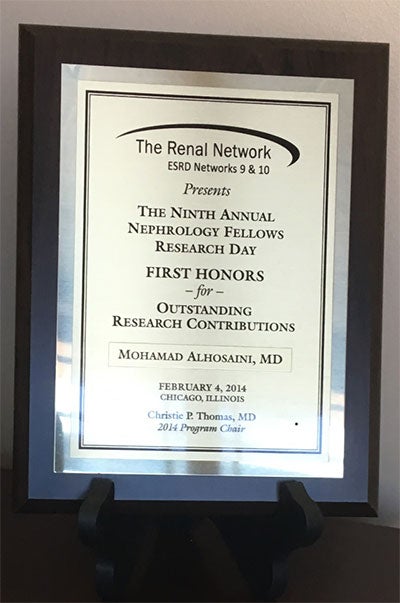 The Renal Network
ESRD Networks 9 & 10
Presents
THE NINTH ANNUAL
NEPHROLOGY FELLOWS
RESEARCH DAY
FIRST HONORS
– for –
OUTSTANDING
RESEARCH CONTRIBUTIONS
MOHAMAD ALHOSAINI, MD
FEBRUARY 4, 2014
CHICAGO, ILLINOIS
Christie P. Thomas, MD
2014 Program Chair